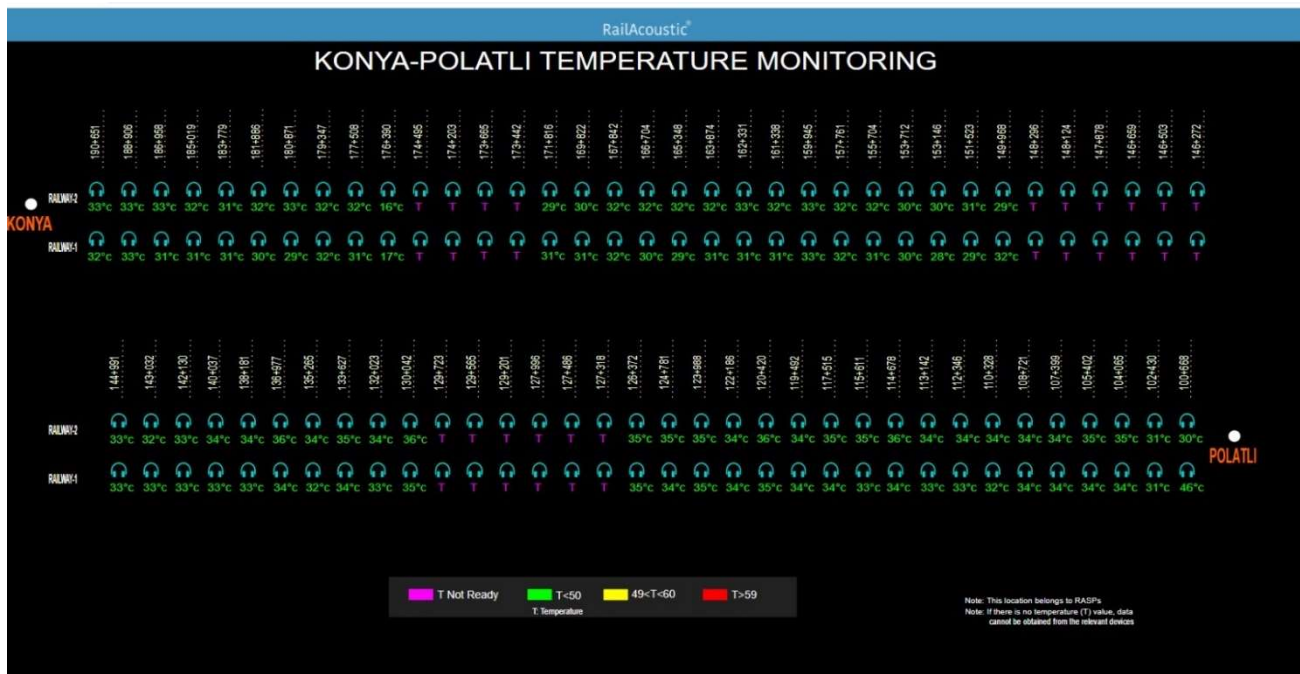 RailAcoustic®
KONYA-POLATLI TEMPERATURE MONITORING
190+651 188+906 186+958 185+019 183+779 181+886 180+871 179+347 177+508 176+390 174+495 174+203 173+665 173+442 171+816 169+822 167+842 166+704 165+348 163+874 162+331 161+338 159+945 157+761 155+704 153+712 153+146 151+523 149+968 148+296 148+124 147+878 146+659 146+503 146+272
RAILWAY-2
33°c 33°c 33°c 32°c 31°c 32°c 33°c 32°c 32°c 16°c T T T T 29°c 30°c 32°c 32°c 32°c 32°c 33°c 32°c 33°c 32°c 32°c 30°c 30°c 31°c 29°c T T T T T T
KONYA
RAILWAY-1
32°c 33°c 31°c 31°c 31°c 30°c 29°c 32°c 31°c 17°c T T T T 31°c 31°c 32°c 30°c 29°c 31°c 31°c 31°c 33°c 32°c 31°c 30°c 28°c 29°c 32°c T T T T T T
144+991 143+032 142+130 140+037 138+181 136+977 135+265 133+627 132+023 130+042 129+723 129+565 129+201 127+996 127+486 127+318 126+372 124+781 123+988 122+186 120+420 119+492 117+515 115+611 114+678 113+142 112+346 110+328 108+721 107+399 105+402 104+065 102+430 100+668
RAILWAY-2
33°c 32°c 33°c 34°c 34°c 36°c 34°c 35°c 34°c 36°c T T T T T T 35°c 35°c 35°c 34°c 36°c 34°c 35°c 35°c 36°c 34°c 34°c 34°c 34°c 34°c 35°c 35°c 31°c 30°c
POLATLI
RAILWAY-1
33°c 33°c 33°c 33°c 33°c 34°c 32°c 34°c 33°c 35°c T T T T T T 35°c 34°c 35°c 34°c 35°c 34°c 34°c 33°c 34°c 33°c 33°c 32°c 34°c 34°c 34°c 34°c 31°c 46°c
T Not Ready T<50 49<T<60 T>59
T: Temperature
Note: This location belongs to RASPs
Note: If there is no temperature (T) value, data
cannot be obtained from the relevant devices